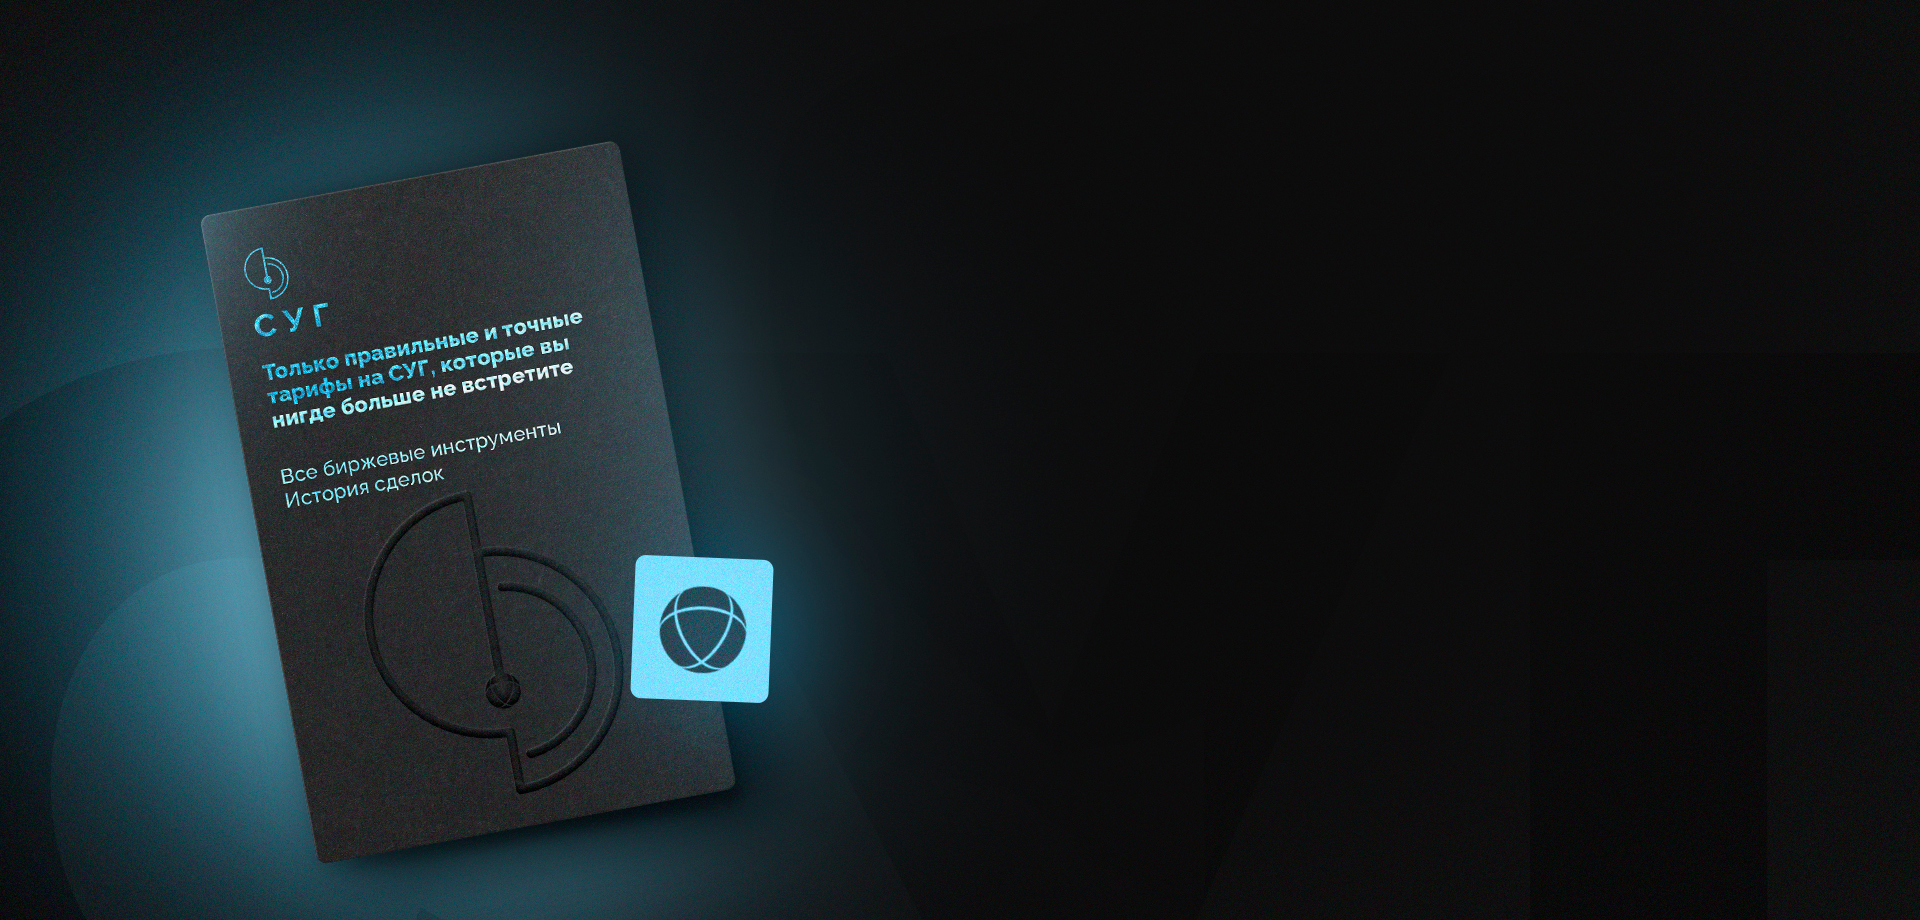 СУГ
Только правильные и точные
тарифы на СУГ, которые вы
нигде больше не встретите
Все биржевые инструменты
История сделок